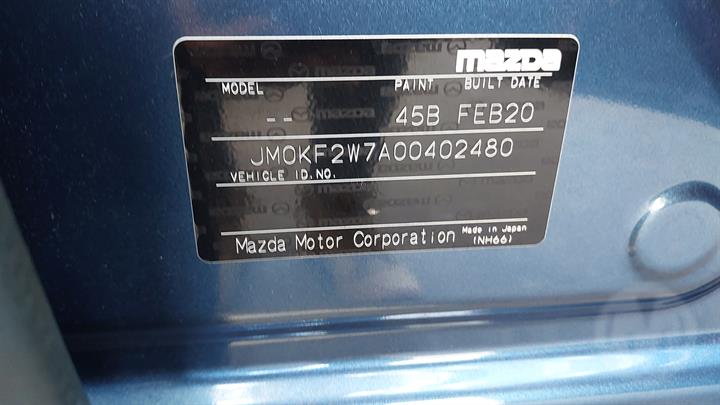 mazda
MODEL PAINT BUILT DATE
-- 45B FEB20
JM0KF2W7A00402480
VEHICLE ID.NO.
Mazda Motor Corporation Made in Japan
(NH66)